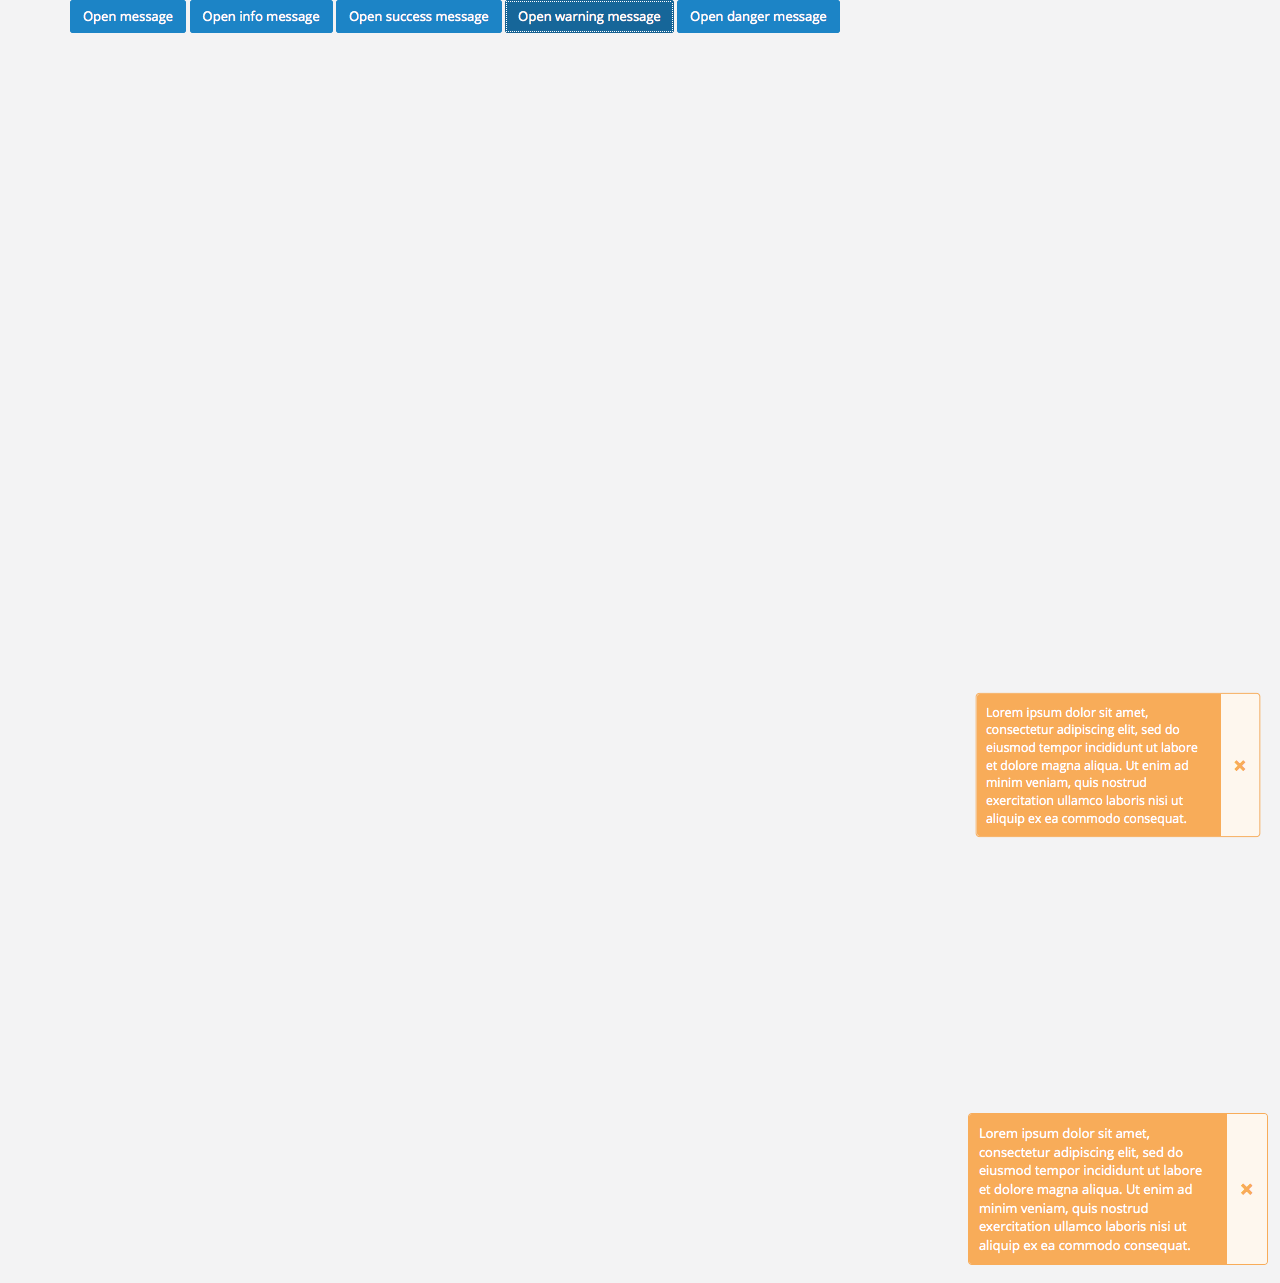 Open message Open info message Open success message Open warning message Open danger message
Lorem ipsum dolor sit amet,
consectetur adipiscing elit, sed do
eiusmod tempor incididunt ut labore
et dolore magna aliqua. Ut enim ad
minim veniam, quis nostrud
exercitation ullamco laboris nisi ut
aliquip ex ea commodo consequat.
Lorem ipsum dolor sit amet,
consectetur adipiscing elit, sed do
eiusmod tempor incididunt ut labore
et dolore magna aliqua. Ut enim ad
minim veniam, quis nostrud
exercitation ullamco laboris nisi ut
aliquip ex ea commodo consequat.